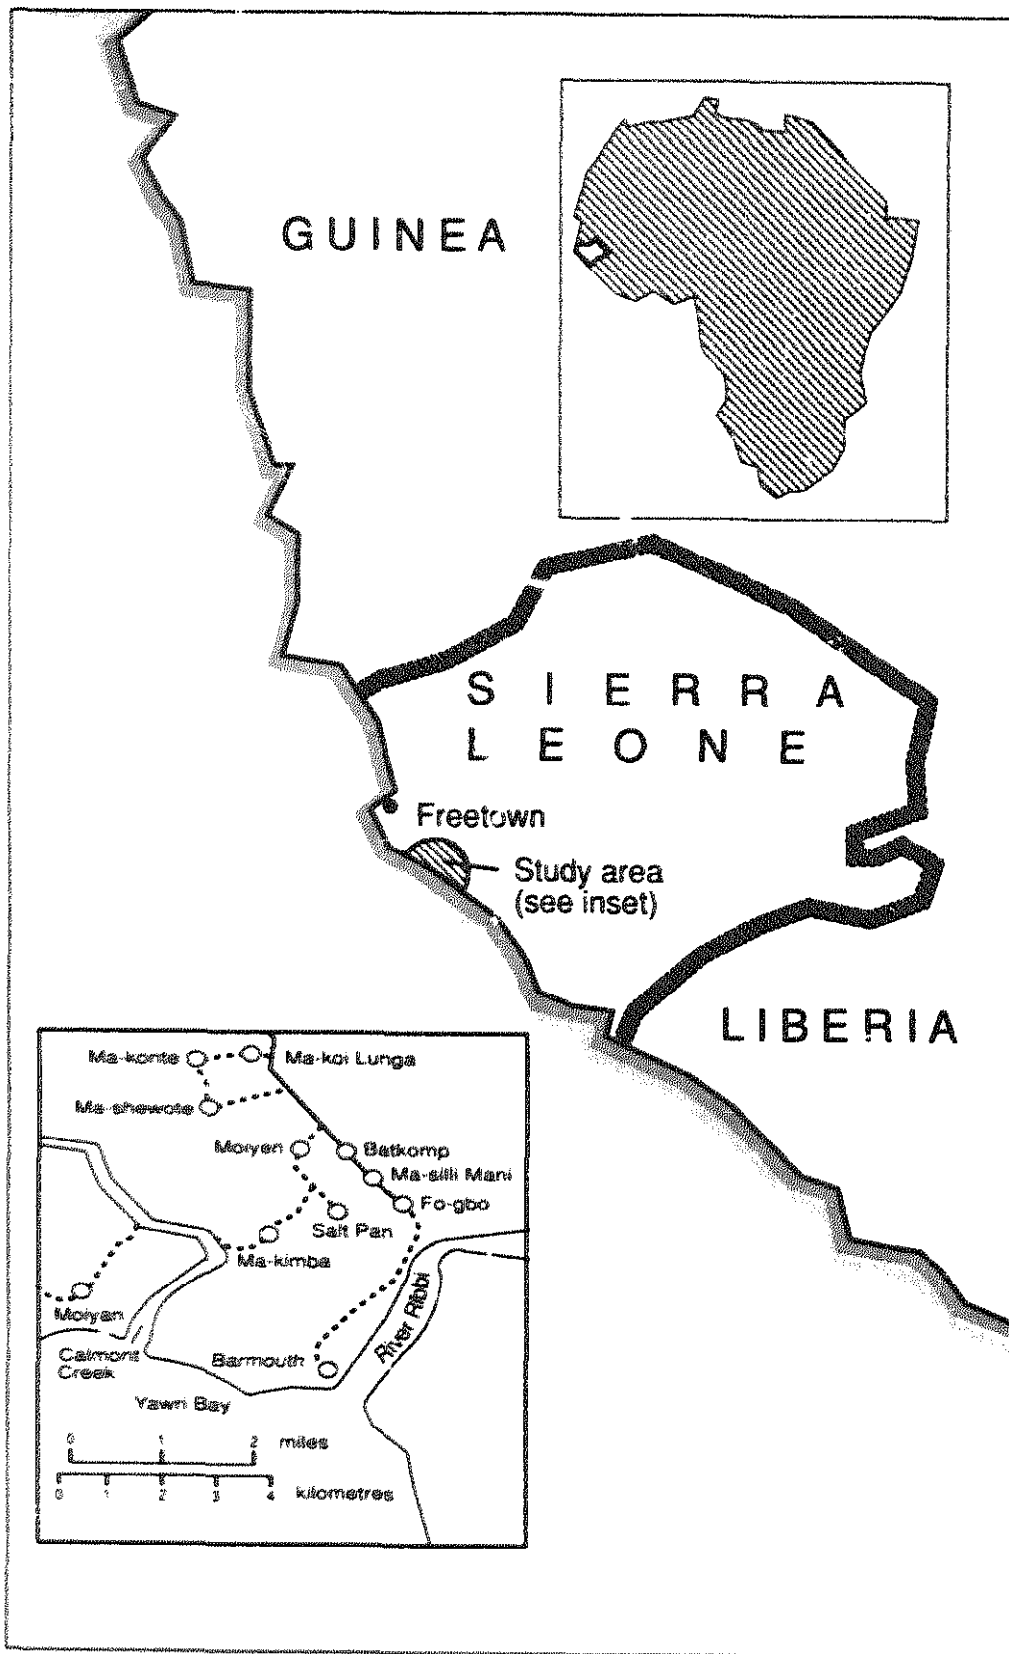 GUINEA
SIERRA
LEONE
Freetown
Study area
(see inset)
LIBERIA
Ma-konte
Ma-koi Lunga
Ma-shewote
Moiyen
Batkomp
Ma-silli Mani
Fo-gbo
Salt Pan
Ma-kimba
Moiyan
River Ribbi
Calmont
Creek
Barmouth
Yawri Bay
0 1 2 miles
0 1 2 3 4 kilometres